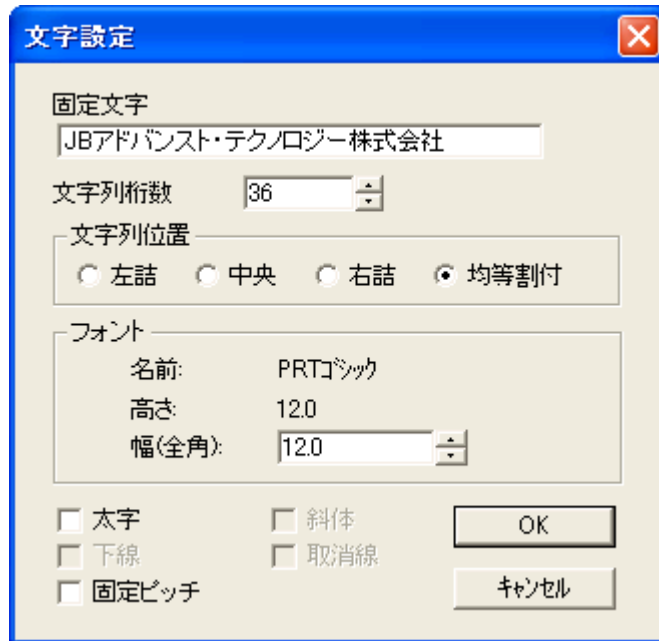 文字設定
固定文字
JBアドバンスト・テクノロジー株式会社
文字列桁数 36
文字列位置
左詰 中央 右詰 均等割付
フォント
名前: PRTｺﾞｼｯｸ
高さ: 12.0
幅(全角): 12.0
太字 斜体 OK
下線 取消線
固定ピッチ ｷｬﾝｾﾙ